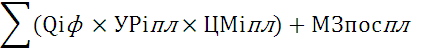 ∑(Qiф × УРiпл × ЦМiпл) + МЗпоспл